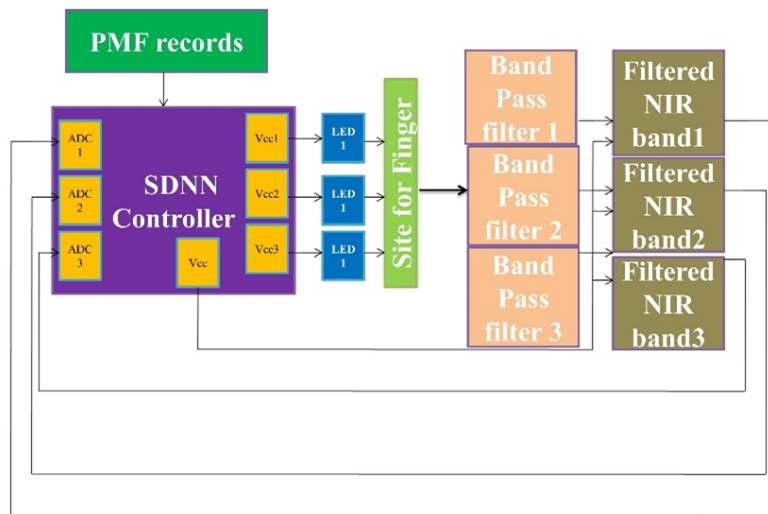 PMF records
ADC
1
ADC
2
ADC
3
SDNN
Controller
Vcc
Vcc1
Vcc2
Vcc3
LED
1
LED
1
LED
1
Site for Finger
Band
Pass
filter 1
Band
Pass
filter 2
Band
Pass
filter 3
Filtered
NIR
band1
Filtered
NIR
band2
Filtered
NIR
band3